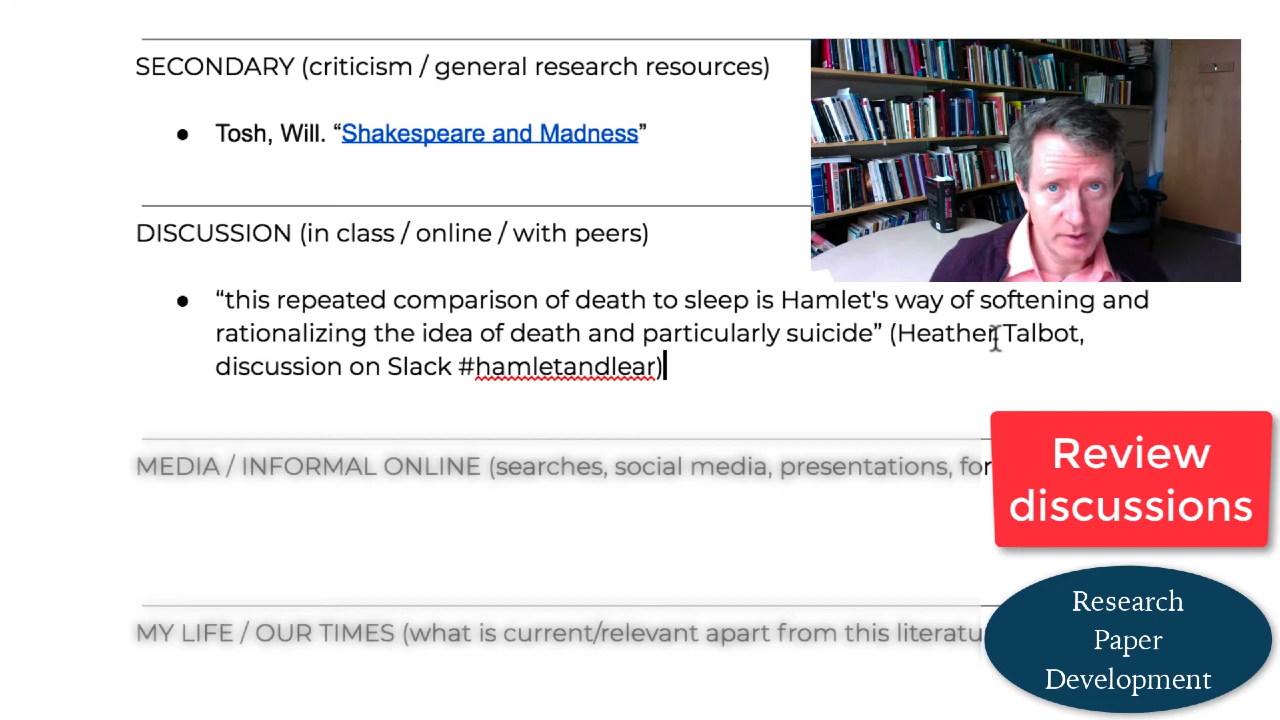 SECONDARY (criticism / general research resources)
● Tosh, Will. “Shakespeare and Madness”
DISCUSSION (in class / online / with peers)
● “this repeated comparison of death to sleep is Hamlet's way of softening and
rationalizing the idea of death and particularly suicide” (Heather Talbot,
discussion on Slack #hamletandlear)
MEDIA / INFORMAL ONLINE (searches, social media, presentations, for
Review
discussions
MY LIFE / OUR TIMES (what is current/relevant apart from this literatu
Research
Paper
Development